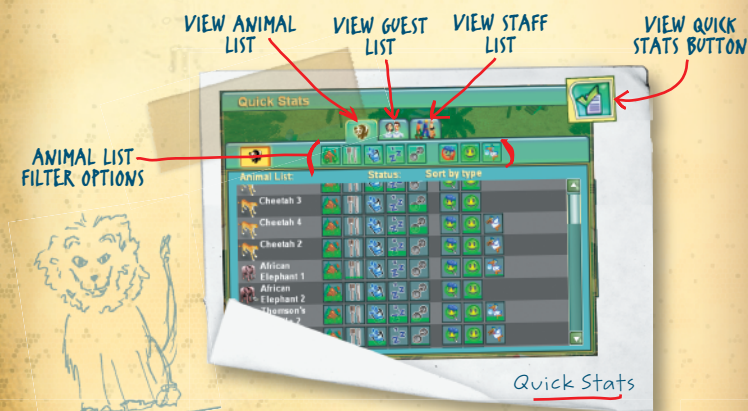 VIEW ANIMAL
LIST
VIEW GUEST
LIST
VIEW STAFF
LIST
VIEW QUICK
STATS BUTTON
Quick Stats
ANIMAL LIST
FILTER OPTIONS
Animal List: Status: Sort by type
Cheetah 3
Cheetah 4
Cheetah 2
African
Elephant 1
African
Elephant 2
Thomson's
Quick Stats